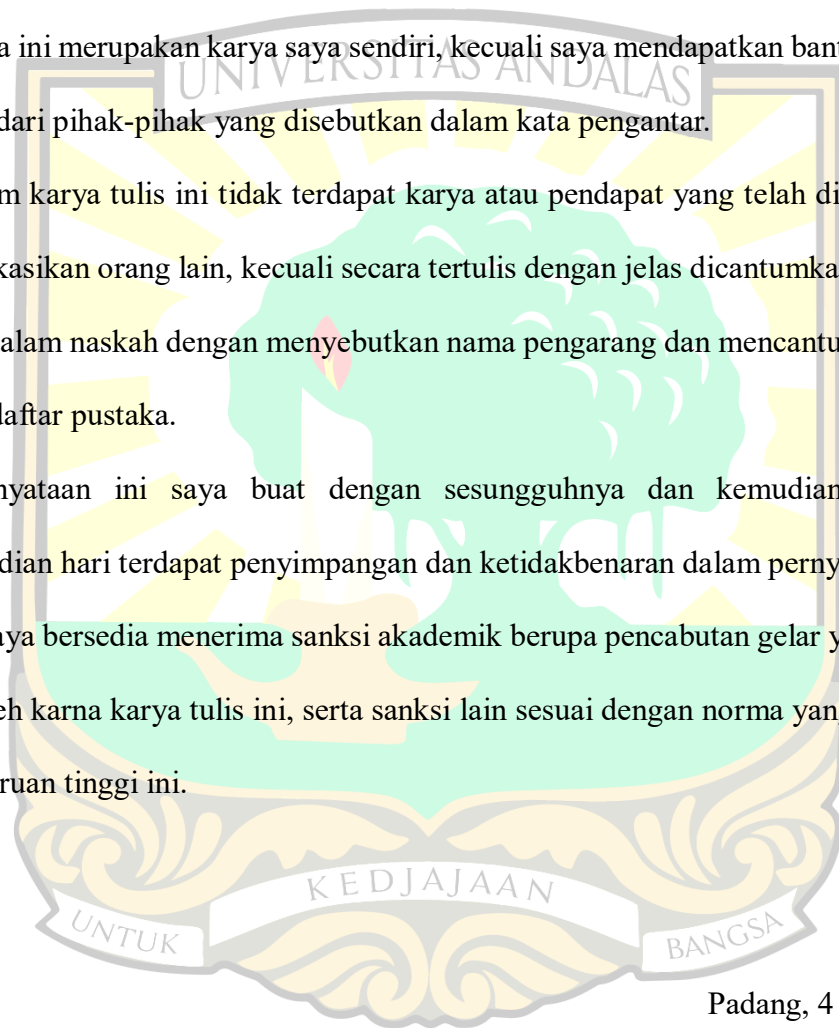 a ini merupakan karya saya sendiri, kecuali saya mendapatkan bant
UNIVERSITAS ANDALAS
dari pihak-pihak yang disebutkan dalam kata pengantar.
m karya tulis ini tidak terdapat karya atau pendapat yang telah di
kasikan orang lain, kecuali secara tertulis dengan jelas dicantumka
alam naskah dengan menyebutkan nama pengarang dan mencantu
daftar pustaka.
nyataan ini saya buat dengan sesungguhnya dan kemudian
dian hari terdapat penyimpangan dan ketidakbenaran dalam perny
aya bersedia menerima sanksi akademik berupa pencabutan gelar y
eh karna karya tulis ini, serta sanksi lain sesuai dengan norma yang
ruan tinggi ini.
UNTUK KEDJAJAAN BANGSA
Padang, 4